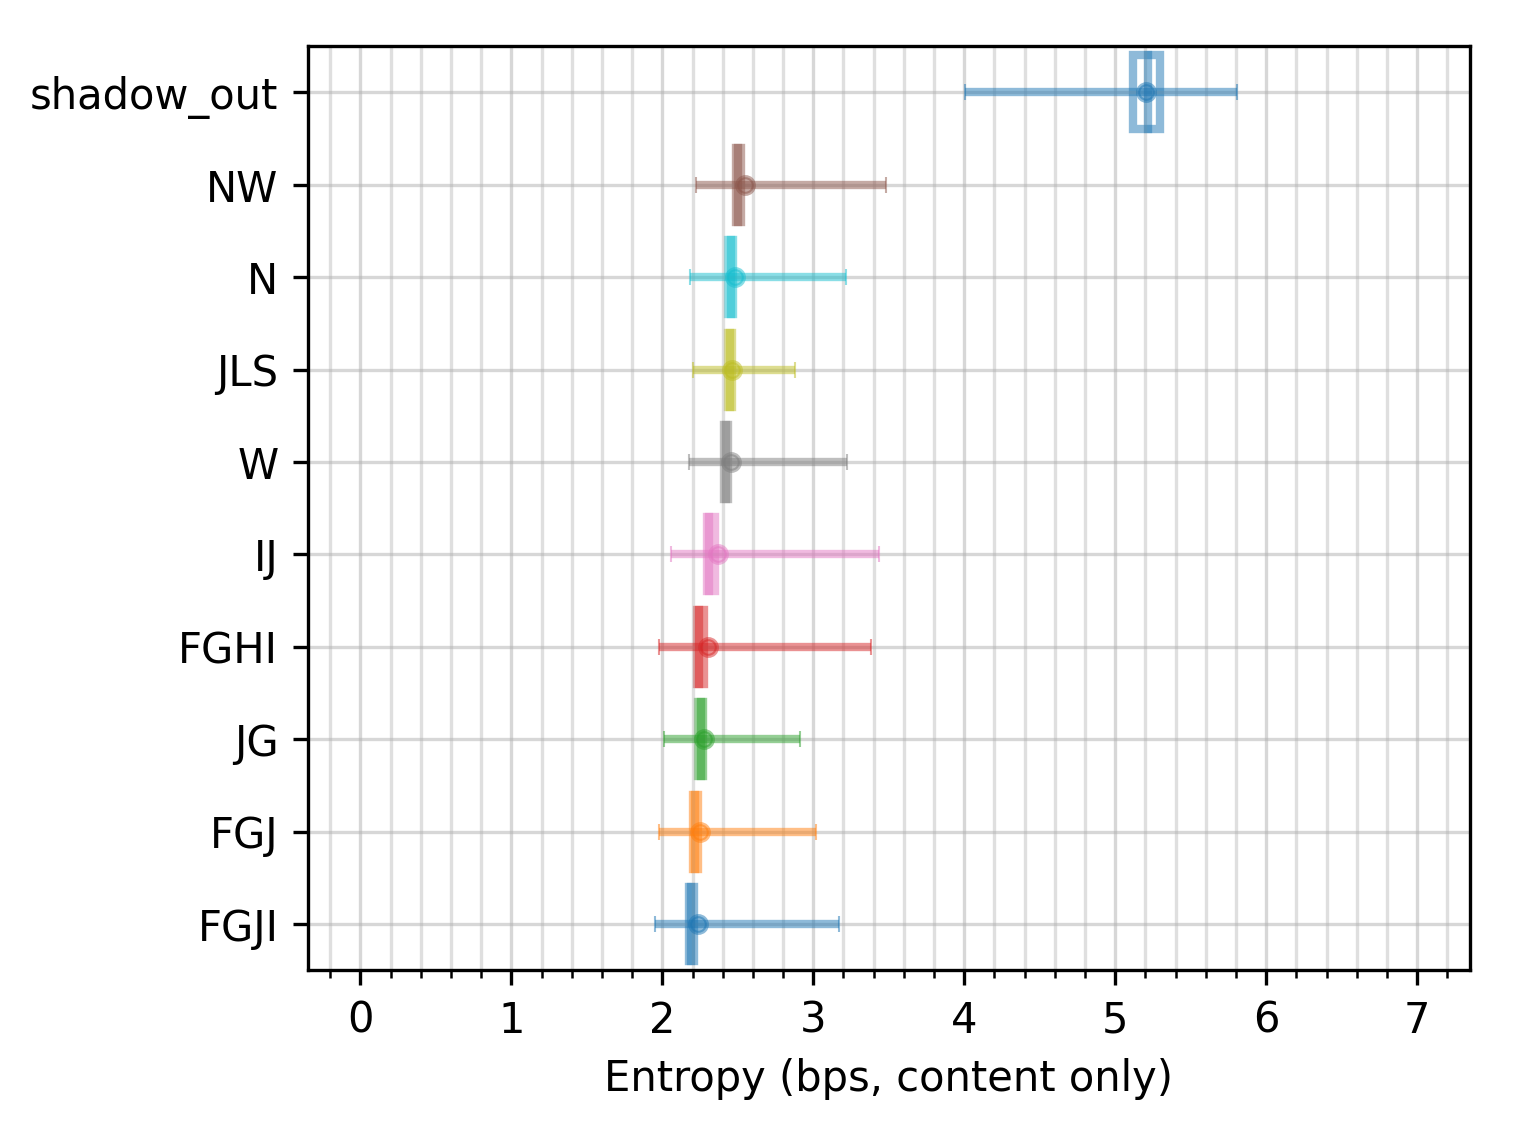 shadow_out
NW
N
JLS
W
IJ
FGHI
JG
FGJ
FGJI
0 1 2 3 4 5 6 7
Entropy (bps, content only)